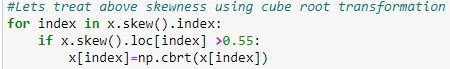 #Lets treat above skewness using cube root transformation
for index in x.skew().index:
    if x.skew().loc[index] >0.55:
        x[index]=np.cbrt(x[index])